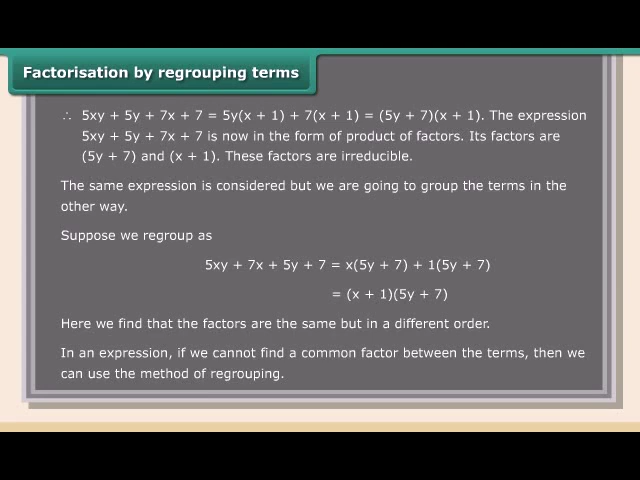 Factorisation by regrouping terms
∴ 5xy + 5y + 7x + 7 = 5y(x + 1) + 7(x + 1) = (5y + 7)(x + 1). The expression
5xy + 5y + 7x + 7 is now in the form of product of factors. Its factors are
(5y + 7) and (x + 1). These factors are irreducible.
The same expression is considered but we are going to group the terms in the
other way.
Suppose we regroup as
5xy + 7x + 5y + 7 = x(5y + 7) + 1(5y + 7)
= (x + 1)(5y + 7)
Here we find that the factors are the same but in a different order.
In an expression, if we cannot find a common factor between the terms, then we
can use the method of regrouping.